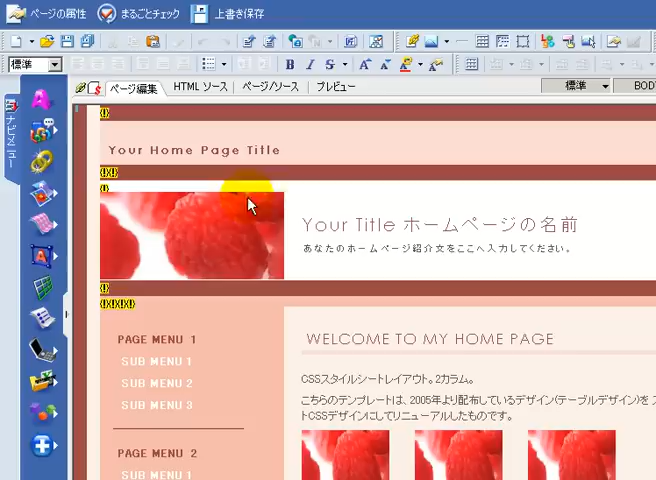 ページの属性 まるごとチェック 上書き保存
標準 B I S A A A
ページ編集 HTML ソース ページ/ソース プレビュー 標準 BOD
ナビメニュー
Your Home Page Title
Your Title ホームページの名前
あなたのホームページ紹介文をここへ入力してください。
PAGE MENU 1
SUB MENU 1
SUB MENU 2
SUB MENU 3
PAGE MENU 2
SUB MENU 1
WELCOME TO MY HOME PAGE
CSSスタイルシートレイアウト。2カラム。
こちらのテンプレートは、2005年より配布しているデザイン(テーブルデザイン)を
トCSSデザインにしてリニューアルしたものです。